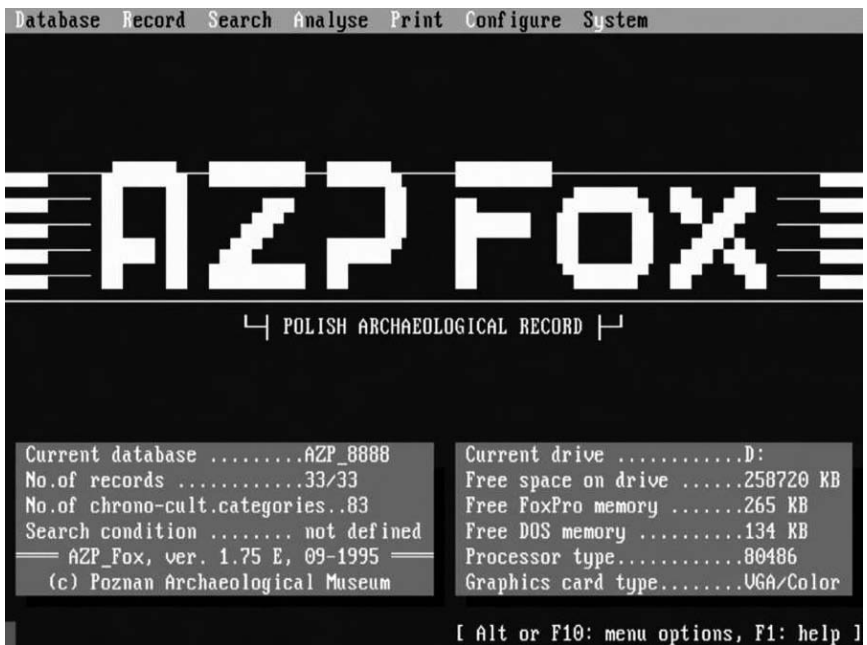 Database Record Search Analyse Print Configure System
AZP Fox
POLISH ARCHAEOLOGICAL RECORD
Current database .........AZP_8888
No.of records ............33/33
No.of chrono-cult.categories..83
Search condition ........ not defined
AZP_Fox, ver. 1.75 E, 09-1995
(c) Poznan Archaeological Museum
Current drive ............D:
Free space on drive ......258720 KB
Free FoxPro memory .......265 KB
Free DOS memory ..........134 KB
Processor type............80486
Graphics card type........VGA/Color
[ Alt or F10: menu options, F1: help ]